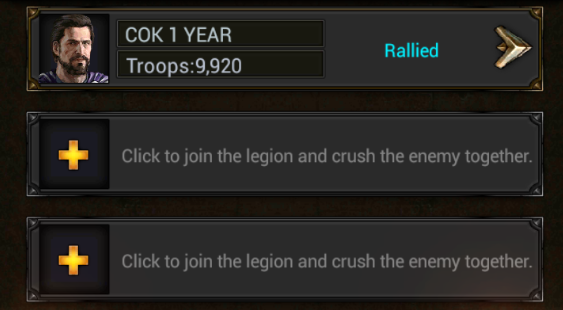 COK 1 YEAR
Troops:9,920
Rallied
Click to join the legion and crush the enemy together.
Click to join the legion and crush the enemy together.